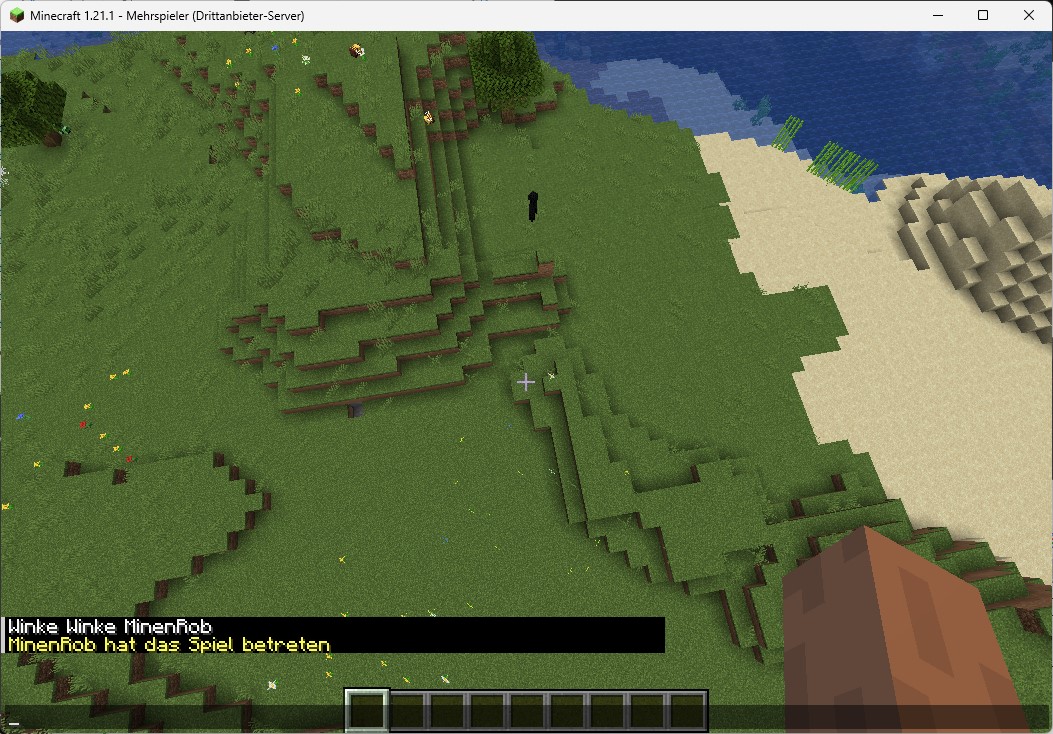 Minecraft 1.21.1 - Mehrspieler (Drittanbieter-Server)
Winke Winke MinenRob
MinenRob hat das Spiel betreten
_